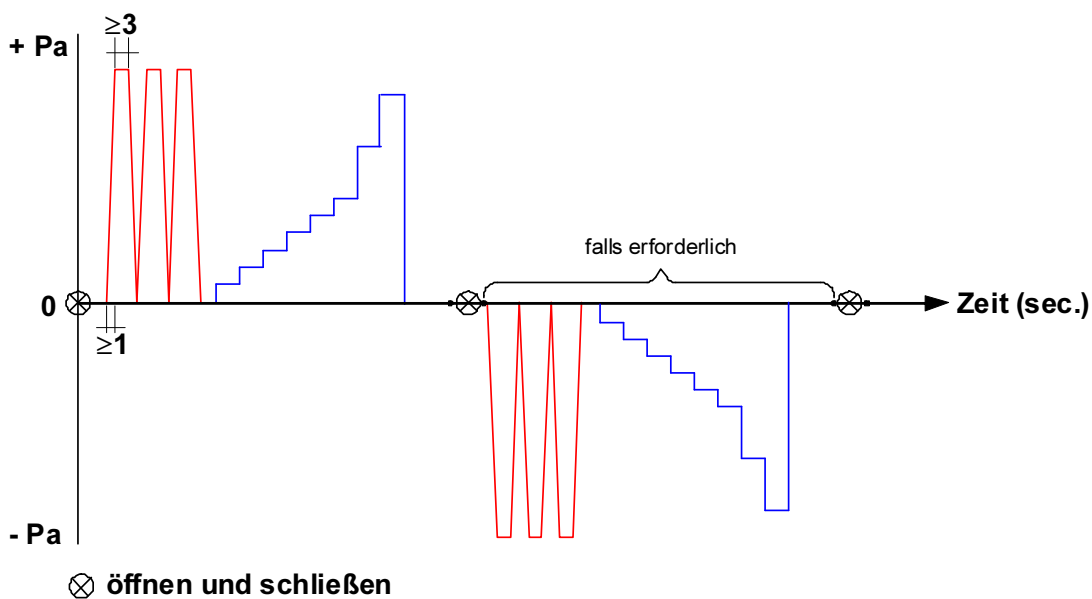 ≥3
+ Pa
falls erforderlich
0
Zeit (sec.)
≥1
- Pa
öffnen und schließen